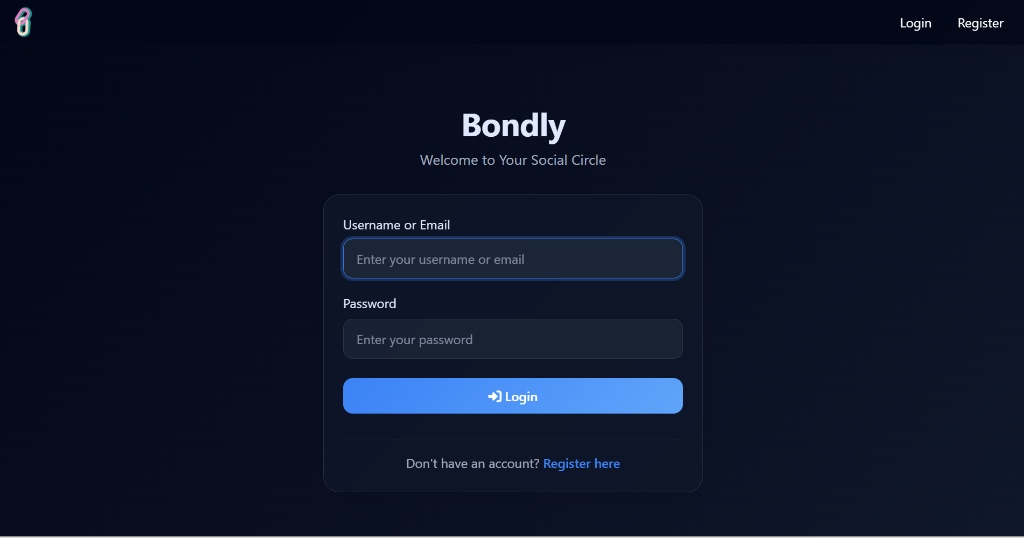 Login Register
Bondly
Welcome to Your Social Circle
Username or Email
Enter your username or email
Password
Enter your password
Login
Don't have an account? Register here